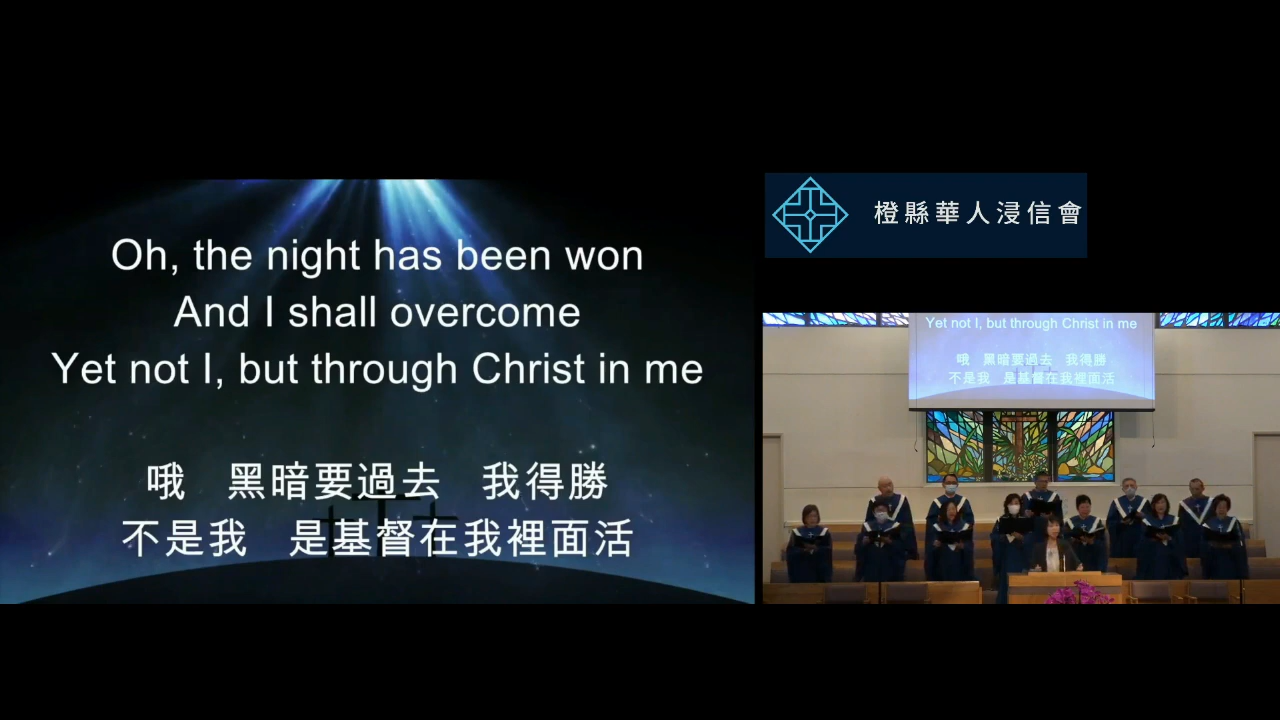 Oh, the night has been won
And I shall overcome
Yet not I, but through Christ in me
哦 黑暗要過去 我得勝
不是我 是基督在我裡面活
橙縣華人浸信會
Yet not I, but through Christ in me
哦 黑暗要過去 我得勝
不是我 是基督在我裡面活